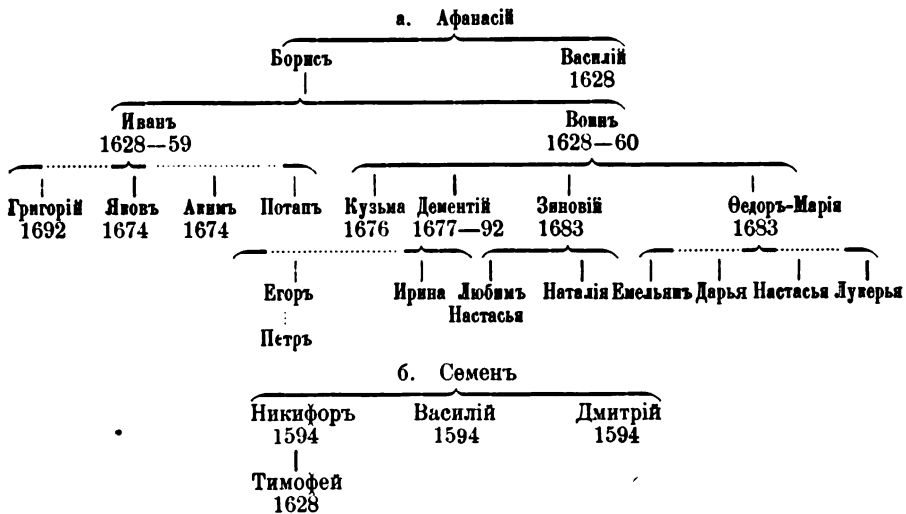 а. Афанасій
Борисъ Василій
1628
Иванъ Воинъ
1628—59 1628—60
Григорій Яковъ Акимъ Потапъ Кузьма Дементій Зиновій Ѳедоръ-Марія
1692 1674 1674 1676 1677—92 1683 1683
Егоръ Ирина Любимъ Наталія Емельянъ Дарья Настасья Лукерья
Настасья
Петръ
б. Семенъ
Никифоръ Василій Дмитрій
1594 1594 1594
Тимофей
1628